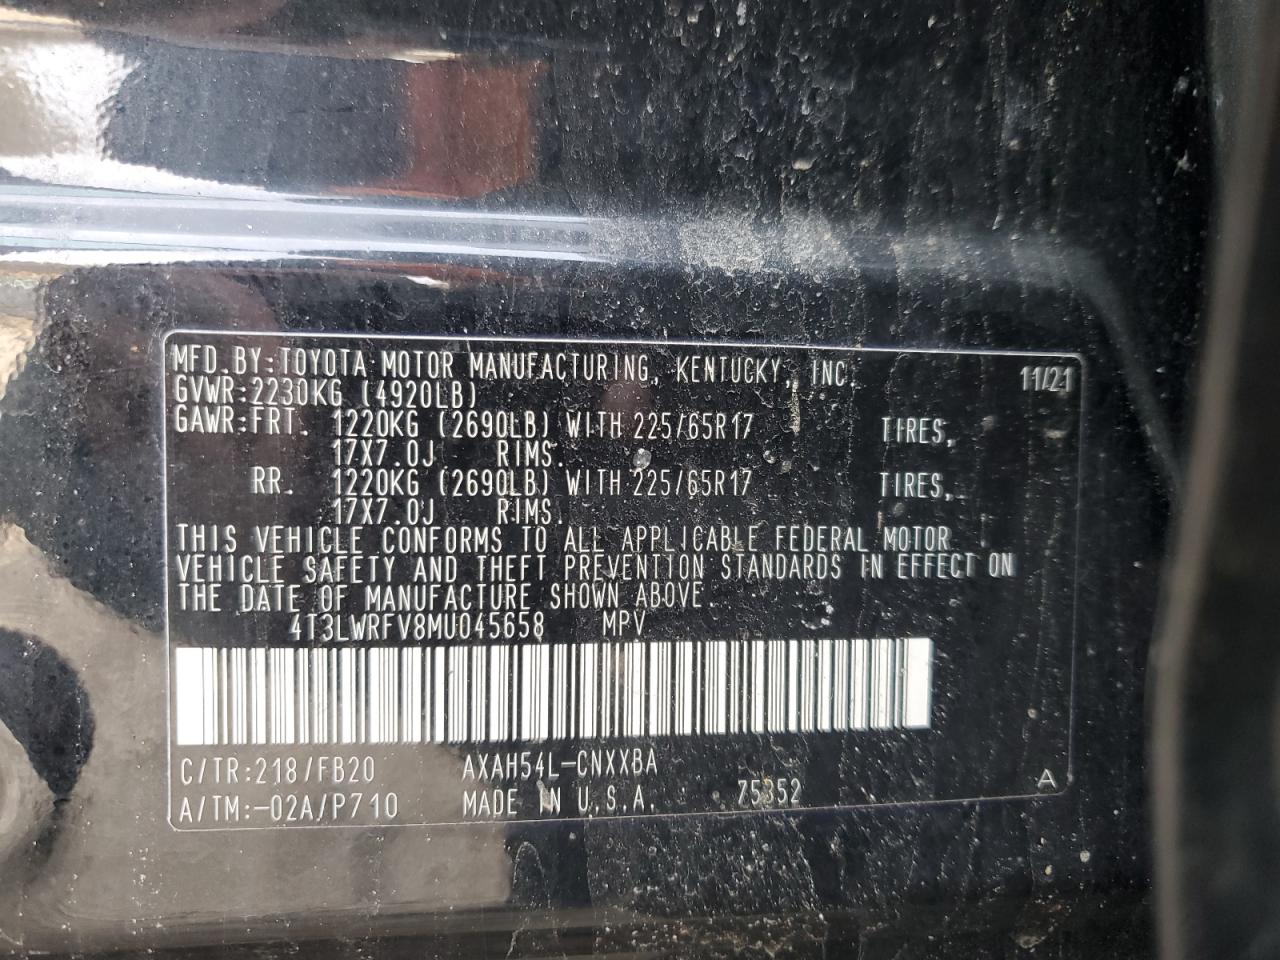 MFD.BY:TOYOTA MOTOR MANUFACTURING, KENTUCKY, INC. 11/21
GVWR:2230KG (4920LB)
GAWR:FRT. 1220KG (2690LB) WITH 225/65R17 TIRES,
17X7.0J RIMS.
RR. 1220KG (2690LB) WITH 225/65R17 TIRES,
17X7.0J RIMS.
THIS VEHICLE CONFORMS TO ALL APPLICABLE FEDERAL MOTOR
VEHICLE SAFETY AND THEFT PREVENTION STANDARDS IN EFFECT ON
THE DATE OF MANUFACTURE SHOWN ABOVE.
4T3LWRFV8MU045658 MPV
C/TR:218/FB20 AXAH54L-CNXXBA A
A/TM:-02A/P710 MADE IN U.S.A. Z5352